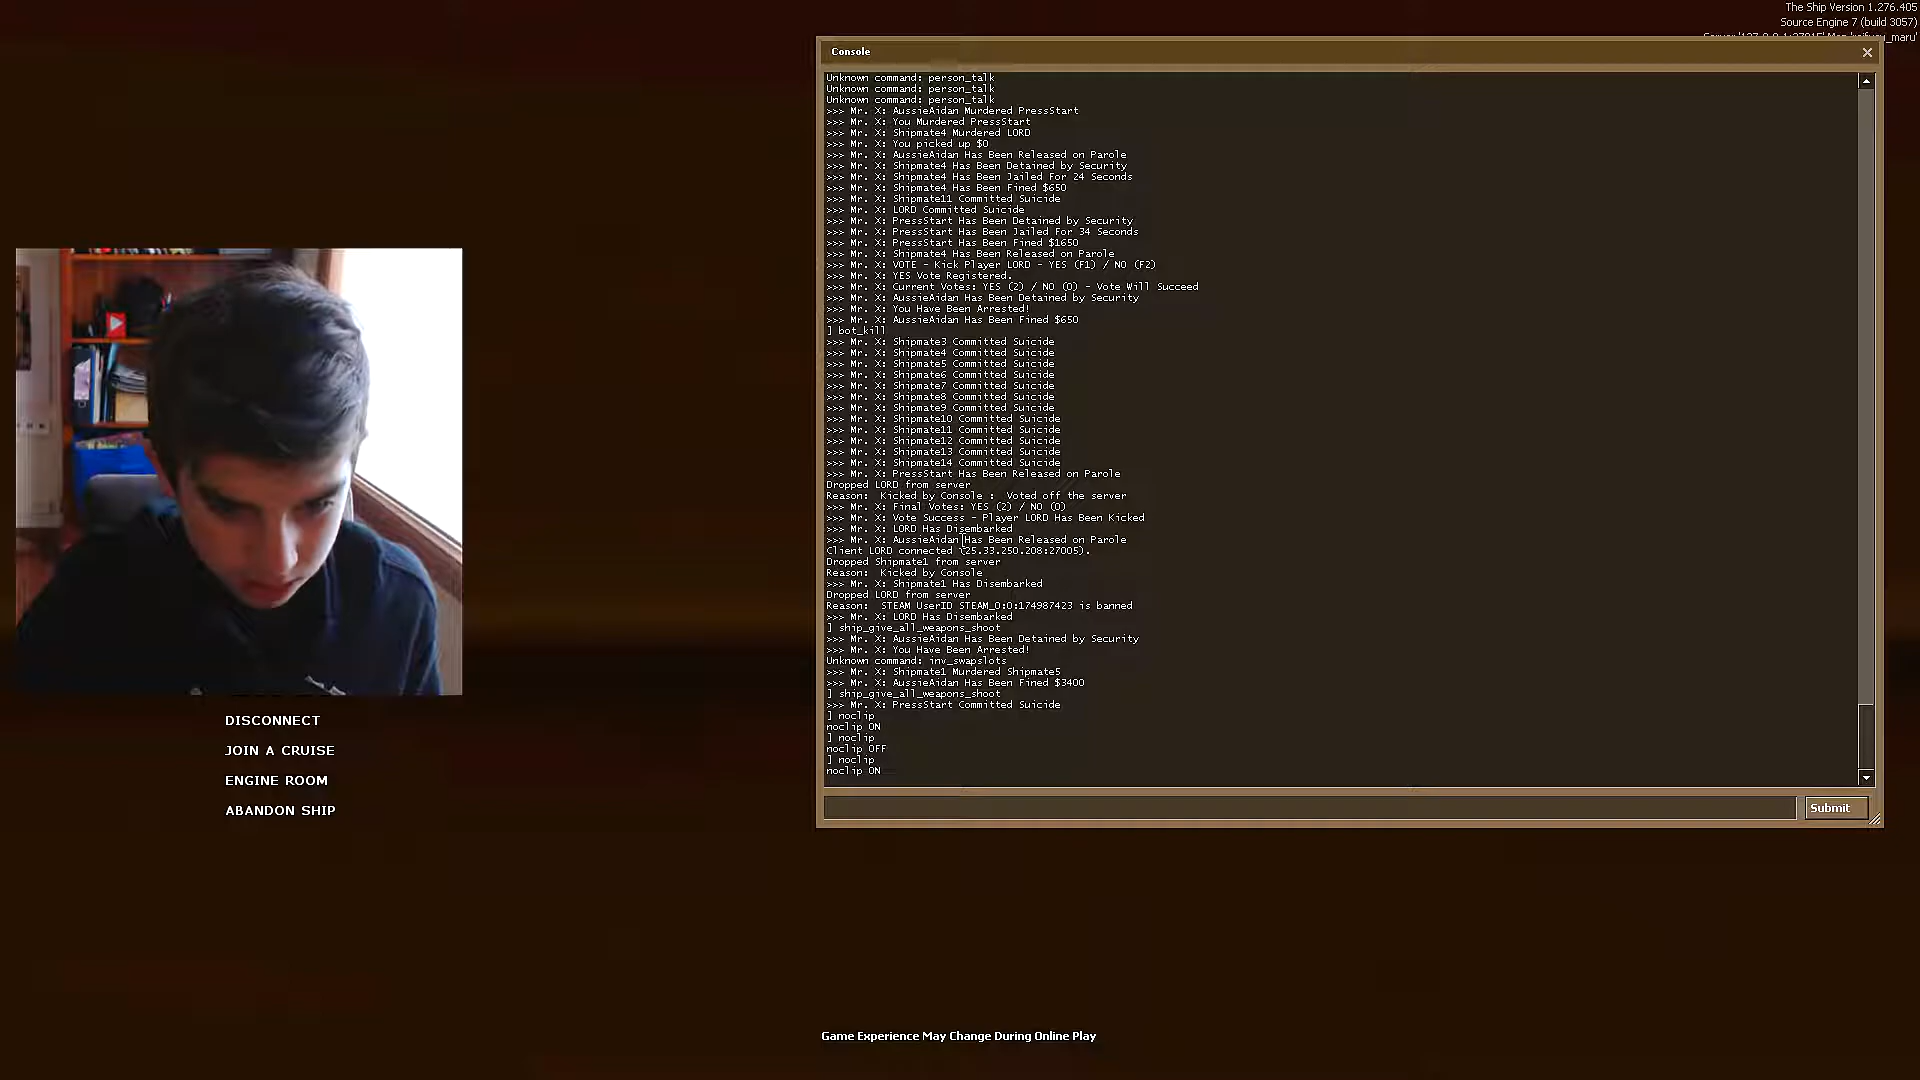 The Ship Version 1.276.405
Source Engine 7 (build 3057)
Console
Unknown command: person_talk
Unknown command: person_talk
Unknown command: person_talk
>>> Mr. X: AussieAidan Murdered PressStart
>>> Mr. X: You Murdered PressStart
>>> Mr. X: Shipmate4 Murdered LORD
>>> Mr. X: You picked up $0
>>> Mr. X: AussieAidan Has Been Released on Parole
>>> Mr. X: Shipmate4 Has Been Detained by Security
>>> Mr. X: Shipmate4 Has Been Jailed For 24 Seconds
>>> Mr. X: Shipmate4 Has Been Fined $650
>>> Mr. X: Shipmate11 Committed Suicide
>>> Mr. X: LORD Committed Suicide
>>> Mr. X: PressStart Has Been Detained by Security
>>> Mr. X: PressStart Has Been Jailed For 34 Seconds
>>> Mr. X: PressStart Has Been Fined $1650
>>> Mr. X: Shipmate4 Has Been Released on Parole
>>> Mr. X: VOTE - Kick Player LORD - YES (F1) / NO (F2)
>>> Mr. X: YES Vote Registered.
>>> Mr. X: Current Votes: YES (2) / NO (0) - Vote Will Succeed
>>> Mr. X: AussieAidan Has Been Detained by Security
>>> Mr. X: You Have Been Arrested!
>>> Mr. X: AussieAidan Has Been Fined $650
] bot_kill
>>> Mr. X: Shipmate3 Committed Suicide
>>> Mr. X: Shipmate4 Committed Suicide
>>> Mr. X: Shipmate5 Committed Suicide
>>> Mr. X: Shipmate6 Committed Suicide
>>> Mr. X: Shipmate7 Committed Suicide
>>> Mr. X: Shipmate8 Committed Suicide
>>> Mr. X: Shipmate9 Committed Suicide
>>> Mr. X: Shipmate10 Committed Suicide
>>> Mr. X: Shipmate11 Committed Suicide
>>> Mr. X: Shipmate12 Committed Suicide
>>> Mr. X: Shipmate13 Committed Suicide
>>> Mr. X: Shipmate14 Committed Suicide
>>> Mr. X: PressStart Has Been Released on Parole
Dropped LORD from server
Reason:  Kicked by Console :  Voted off the server
>>> Mr. X: Final Votes: YES (2) / NO (0)
>>> Mr. X: Vote Success - Player LORD Has Been Kicked
>>> Mr. X: LORD Has Disembarked
>>> Mr. X: AussieAidan Has Been Released on Parole
Client LORD connected (25.33.250.208:27005).
Dropped Shipmate1 from server
Reason:  Kicked by Console
>>> Mr. X: Shipmate1 Has Disembarked
Dropped LORD from server
Reason:  STEAM UserID STEAM_0:0:174987423 is banned
>>> Mr. X: LORD Has Disembarked
] ship_give_all_weapons_shoot
>>> Mr. X: AussieAidan Has Been Detained by Security
>>> Mr. X: You Have Been Arrested!
Unknown command: inv_swapslots
>>> Mr. X: Shipmate1 Murdered Shipmate5
>>> Mr. X: AussieAidan Has Been Fined $3400
] ship_give_all_weapons_shoot
>>> Mr. X: PressStart Committed Suicide
] noclip
noclip ON
] noclip
noclip OFF
] noclip
noclip ON
Submit
DISCONNECT
JOIN A CRUISE
ENGINE ROOM
ABANDON SHIP
Game Experience May Change During Online Play